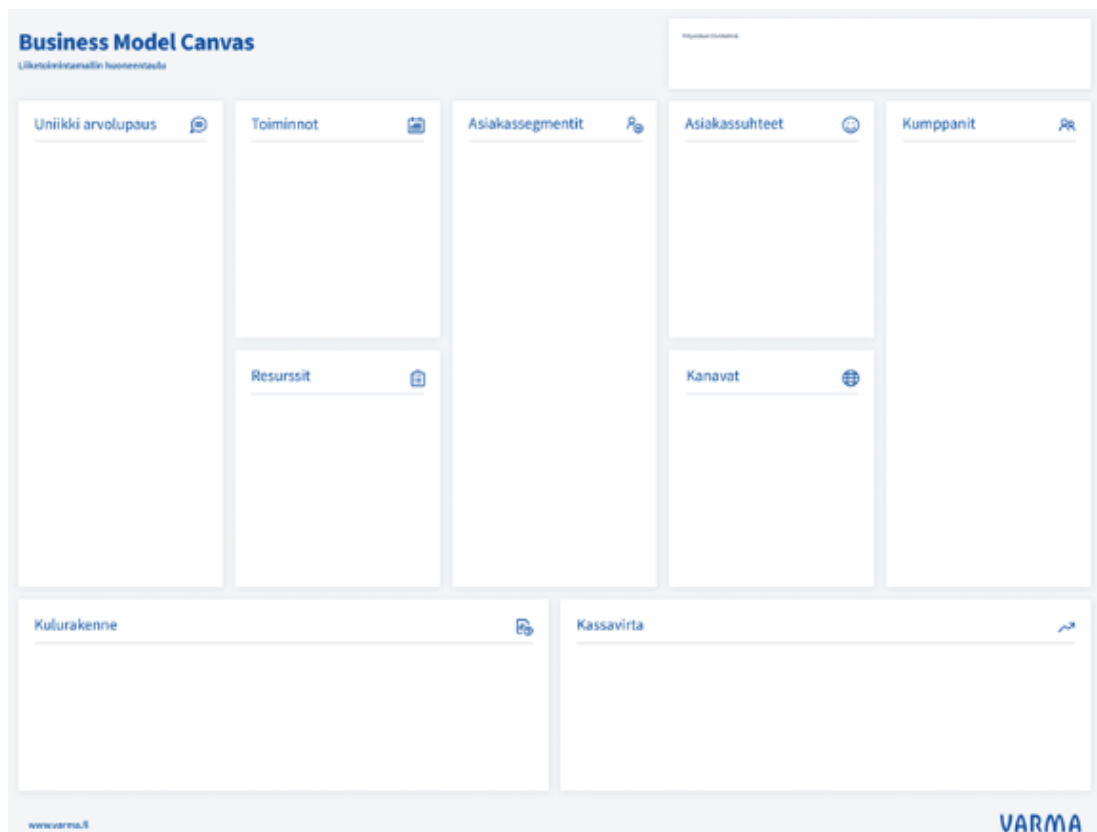 Business Model Canvas
Liiketoimintamallin huoneentaulu
Uniikki arvolupaus
Toiminnot
Asiakassegmentit
Asiakassuhteet
Kumppanit
Resurssit
Kanavat
Kulurakenne
Kassavirta
www.varma.fi
VARMA